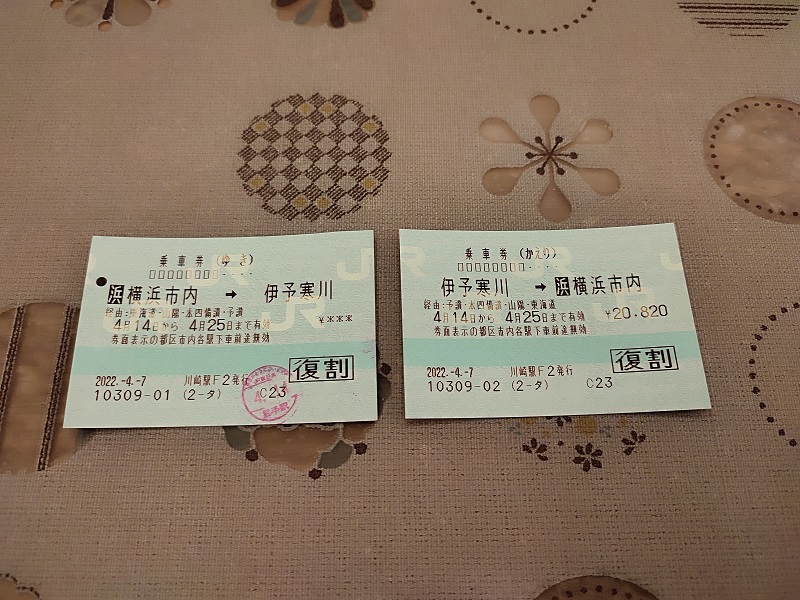 乗車券 (ゆき)
浜 横浜市内 → 伊予寒川
経由:東海道・山陽・本四備讃・予讃
4月14日から 4月25日まで有効 ¥***
券面表示の都区市内各駅下車前途無効
復割
2022.-4.-7 川崎駅F2発行
10309-01 (2-タ) C23
乗車券 (かえり)
伊予寒川 → 浜 横浜市内
経由:予讃・本四備讃・山陽・東海道
4月14日から 4月25日まで有効 ¥20,820
券面表示の都区市内各駅下車前途無効
復割
2022.-4.-7 川崎駅F2発行
10309-02 (2-タ) C23